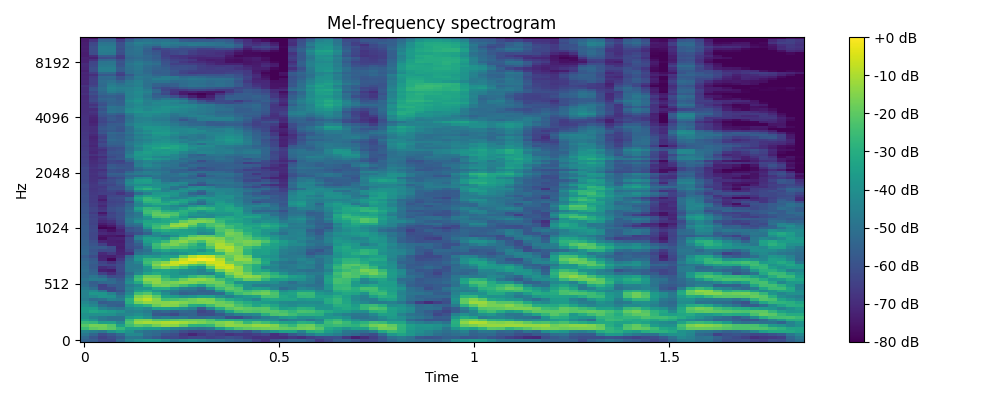 Mel-frequency spectrogram
8192
4096
2048
1024
512
0
Hz
0
0.5
1
1.5
Time
+0 dB
-10 dB
-20 dB
-30 dB
-40 dB
-50 dB
-60 dB
-70 dB
-80 dB